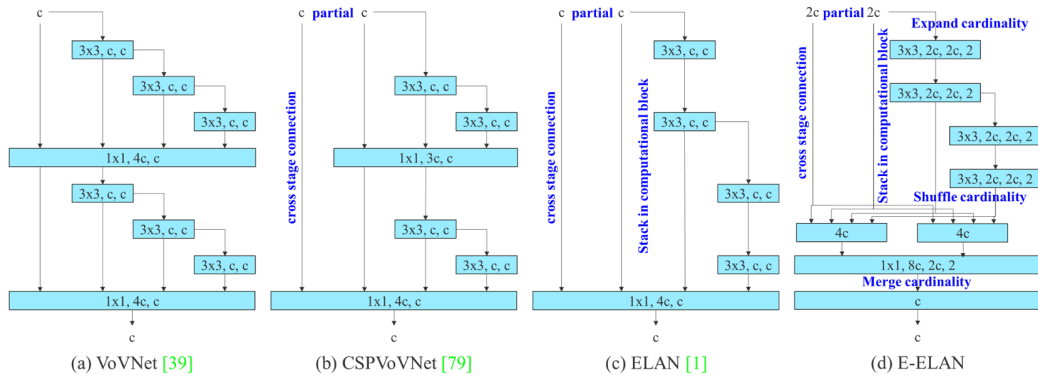 c
3x3, c, c
3x3, c, c
3x3, c, c
1x1, 4c, c
3x3, c, c
3x3, c, c
3x3, c, c
1x1, 4c, c
c
(a) VoVNet [39]
c partial c
cross stage connection
3x3, c, c
3x3, c, c
1x1, 3c, c
3x3, c, c
3x3, c, c
1x1, 4c, c
c
(b) CSPVoVNet [79]
c partial c
cross stage connection
Stack in computational block
3x3, c, c
3x3, c, c
3x3, c, c
3x3, c, c
1x1, 4c, c
c
(c) ELAN [1]
2c partial 2c
Expand cardinality
cross stage connection
Stack in computational block
3x3, 2c, 2c, 2
3x3, 2c, 2c, 2
3x3, 2c, 2c, 2
3x3, 2c, 2c, 2
Shuffle cardinality
4c 4c
1x1, 8c, 2c, 2
Merge cardinality
c
c
(d) E-ELAN